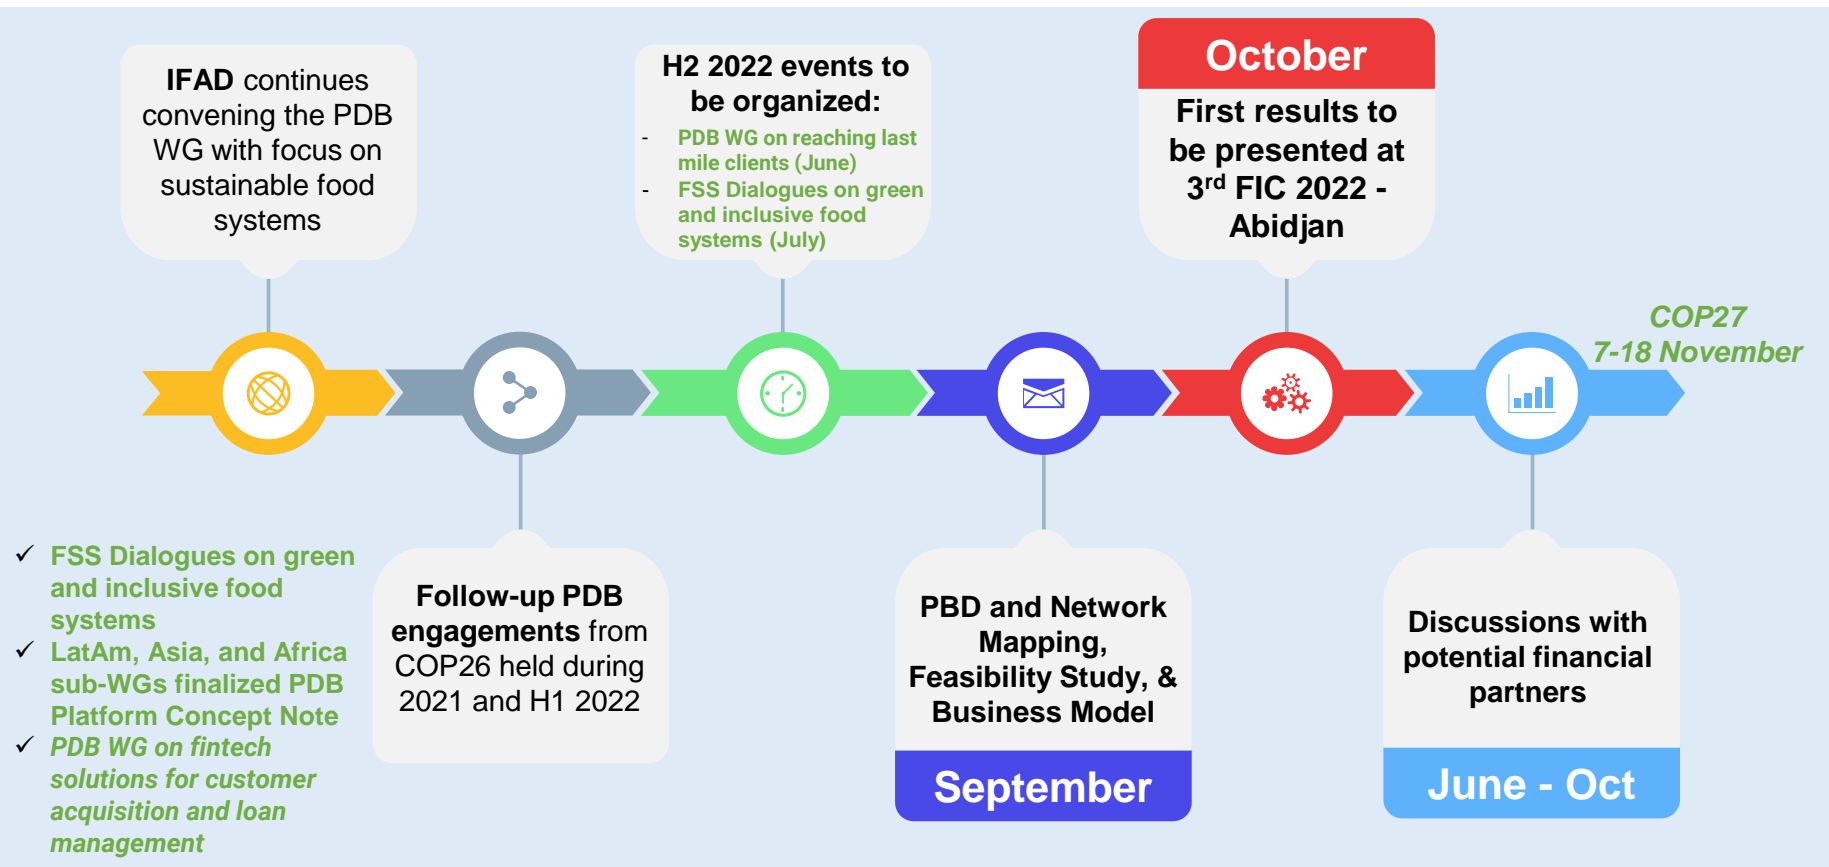 IFAD continues
convening the PDB
WG with focus on
sustainable food
systems
H2 2022 events to
be organized:
- PDB WG on reaching last
mile clients (June)
- FSS Dialogues on green
and inclusive food
systems (July)
October
First results to
be presented at
3rd FIC 2022 -
Abidjan
COP27
7-18 November
✓ FSS Dialogues on green
and inclusive food
systems
✓ LatAm, Asia, and Africa
sub-WGs finalized PDB
Platform Concept Note
✓ PDB WG on fintech
solutions for customer
acquisition and loan
management
Follow-up PDB
engagements from
COP26 held during
2021 and H1 2022
PBD and Network
Mapping,
Feasibility Study, &
Business Model
September
Discussions with
potential financial
partners
June - Oct